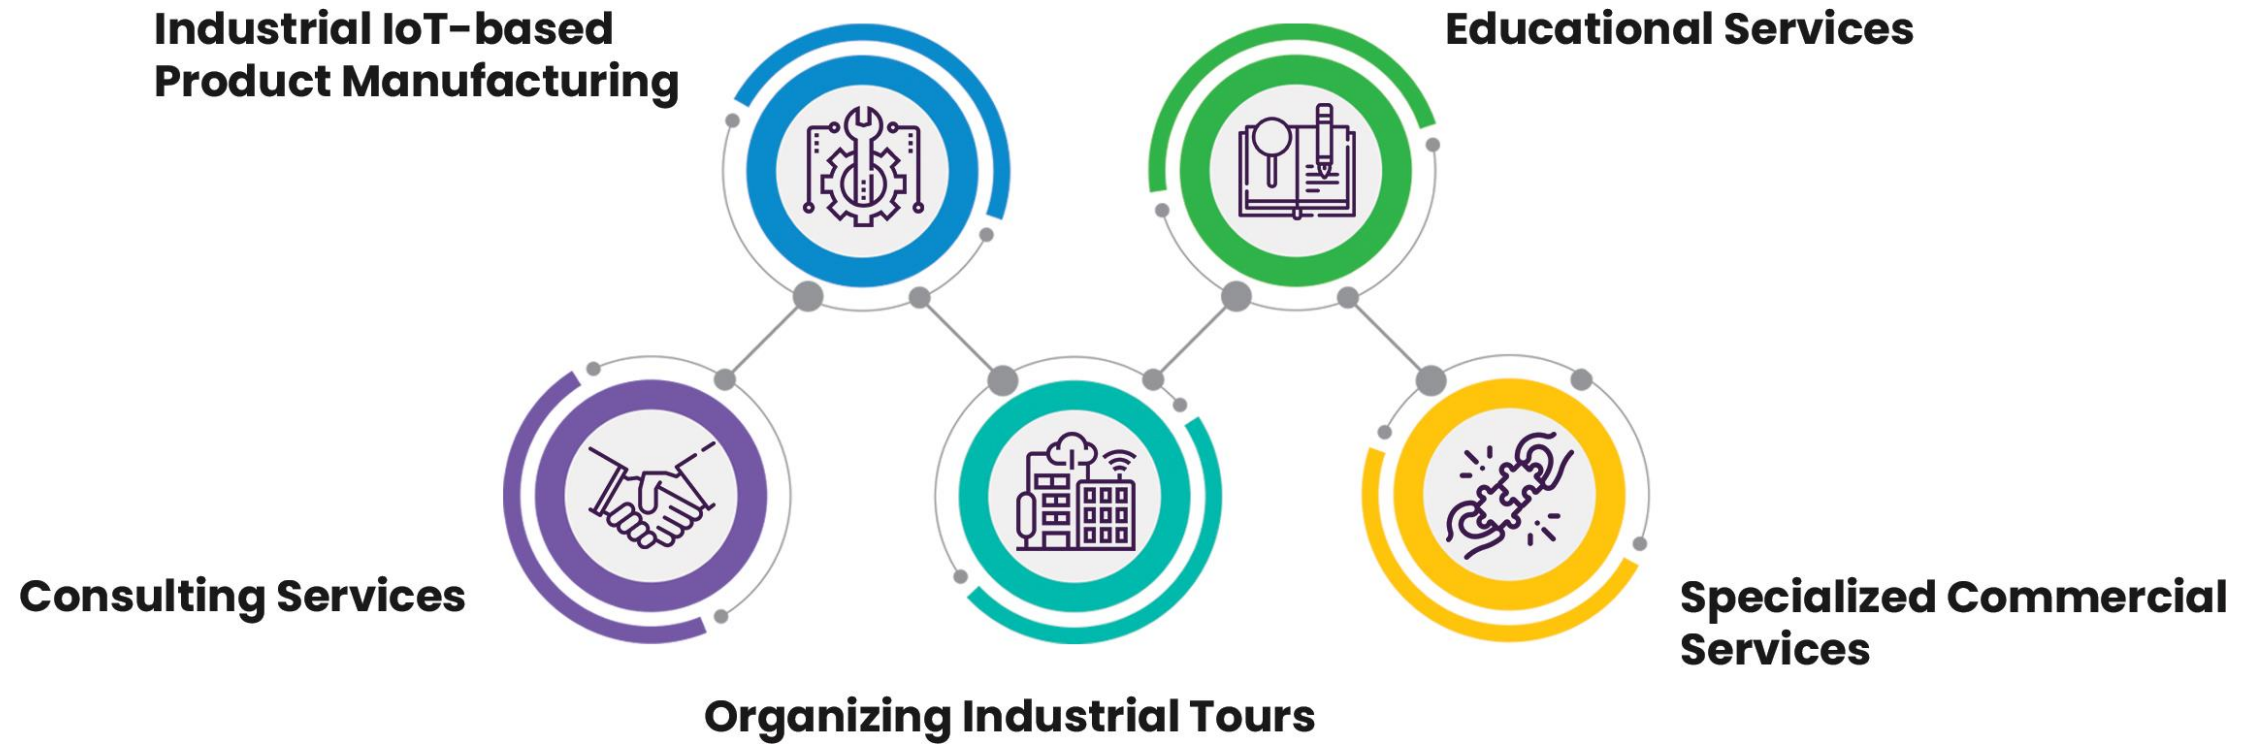 Industrial IoT-based
Product Manufacturing
Educational Services
Consulting Services
Specialized Commercial
Services
Organizing Industrial Tours